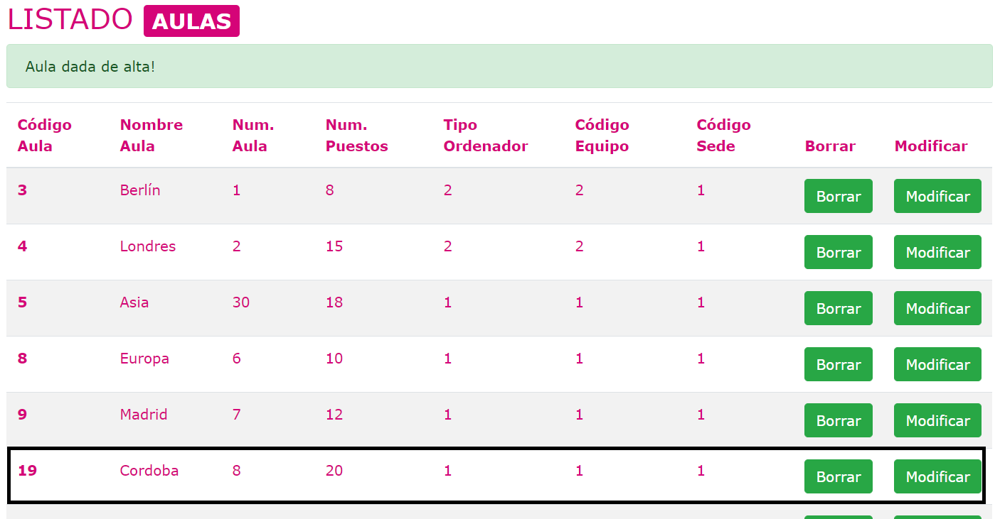 LISTADO AULAS
Aula dada de alta!
Código Aula Nombre Aula Num. Aula Num. Puestos Tipo Ordenador Código Equipo Código Sede Borrar Modificar
3 Berlín 1 8 2 2 1 Borrar Modificar
4 Londres 2 15 2 2 1 Borrar Modificar
5 Asia 30 18 1 1 1 Borrar Modificar
8 Europa 6 10 1 1 1 Borrar Modificar
9 Madrid 7 12 1 1 1 Borrar Modificar
19 Cordoba 8 20 1 1 1 Borrar Modificar